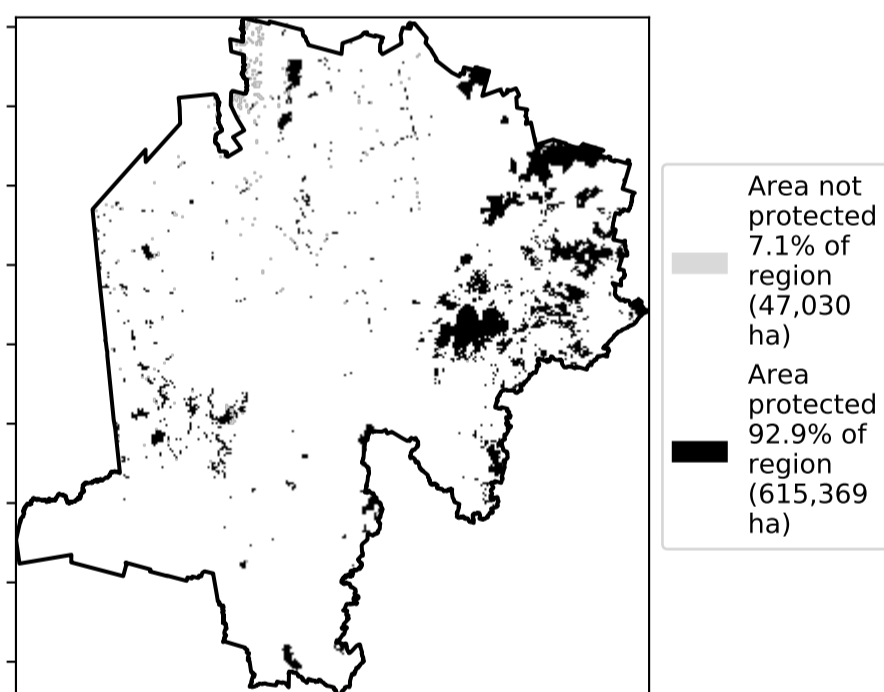 Area not
protected
7.1% of
region
(47,030
ha)
Area
protected
92.9% of
region
(615,369
ha)